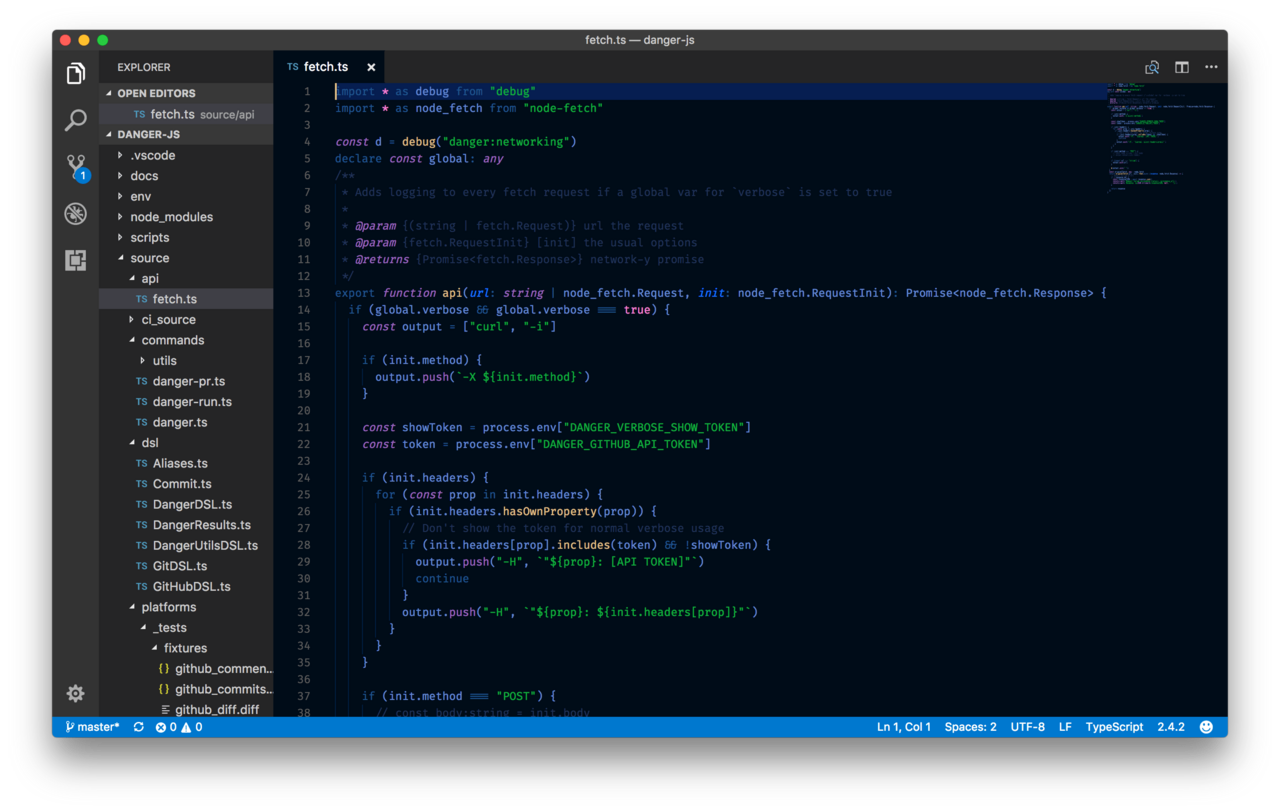 fetch.ts — danger-js
EXPLORER
OPEN EDITORS
TS fetch.ts source/api
DANGER-JS
.vscode
docs
env
node_modules
scripts
source
api
TS fetch.ts
ci_source
commands
utils
TS danger-pr.ts
TS danger-run.ts
TS danger.ts
dsl
TS Aliases.ts
TS Commit.ts
TS DangerDSL.ts
TS DangerResults.ts
TS DangerUtilsDSL.ts
TS GitDSL.ts
TS GitHubDSL.ts
platforms
_tests
fixtures
{} github_commen...
{} github_commits...
github_diff.diff
1
TS fetch.ts ×
1 import * as debug from "debug"
2 import * as node_fetch from "node-fetch"
3
4 const d = debug("danger:networking")
5 declare const global: any
6 /**
7 * Adds logging to every fetch request if a global var for `verbose` is set to true
8 *
9 * @param {(string | fetch.Request)} url the request
10 * @param {fetch.RequestInit} [init] the usual options
11 * @returns {Promise<fetch.Response>} network-y promise
12 */
13 export function api(url: string | node_fetch.Request, init: node_fetch.RequestInit): Promise<node_fetch.Response> {
14 if (global.verbose && global.verbose === true) {
15 const output = ["curl", "-i"]
16
17 if (init.method) {
18 output.push(`-X ${init.method}`)
19 }
20
21 const showToken = process.env["DANGER_VERBOSE_SHOW_TOKEN"]
22 const token = process.env["DANGER_GITHUB_API_TOKEN"]
23
24 if (init.headers) {
25 for (const prop in init.headers) {
26 if (init.headers.hasOwnProperty(prop)) {
27 // Don't show the token for normal verbose usage
28 if (init.headers[prop].includes(token) && !showToken) {
29 output.push("-H", `"${prop}: [API TOKEN]"`)
30 continue
31 }
32 output.push("-H", `"${prop}: ${init.headers[prop]}"`)
33 }
34 }
35 }
36
37 if (init.method === "POST") {
38 // const body:string = init.body
master* 0 0
Ln 1, Col 1 Spaces: 2 UTF-8 LF TypeScript 2.4.2